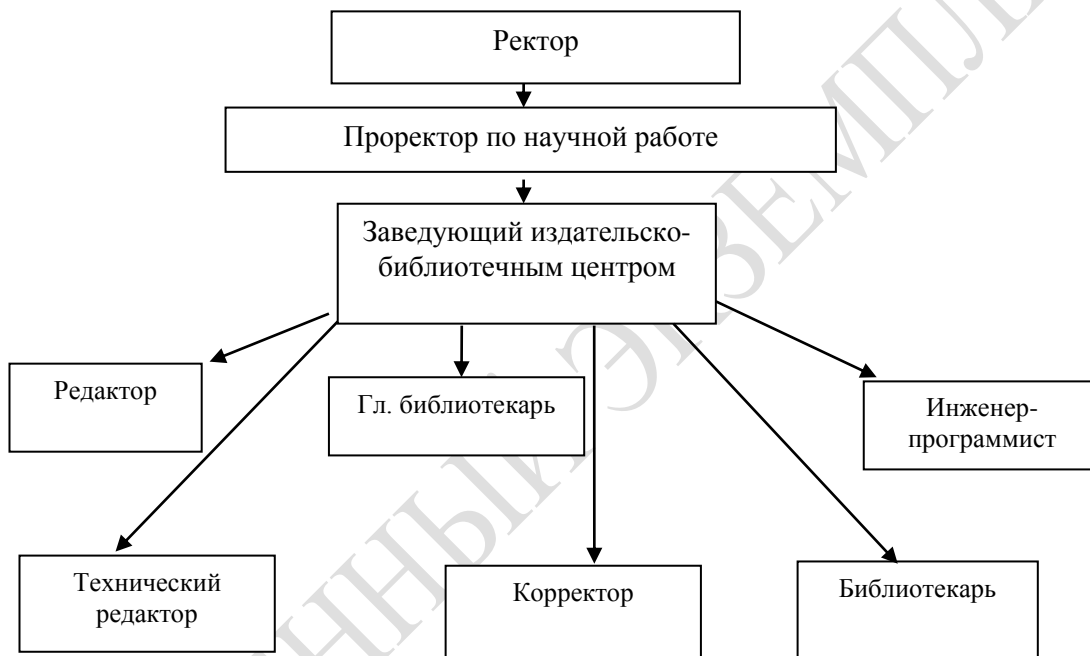 Ректор
Проректор по научной работе
Заведующий издательско-
библиотечным центром
Редактор
Гл. библиотекарь
Инженер-
программист
Технический
редактор
Корректор
Библиотекарь